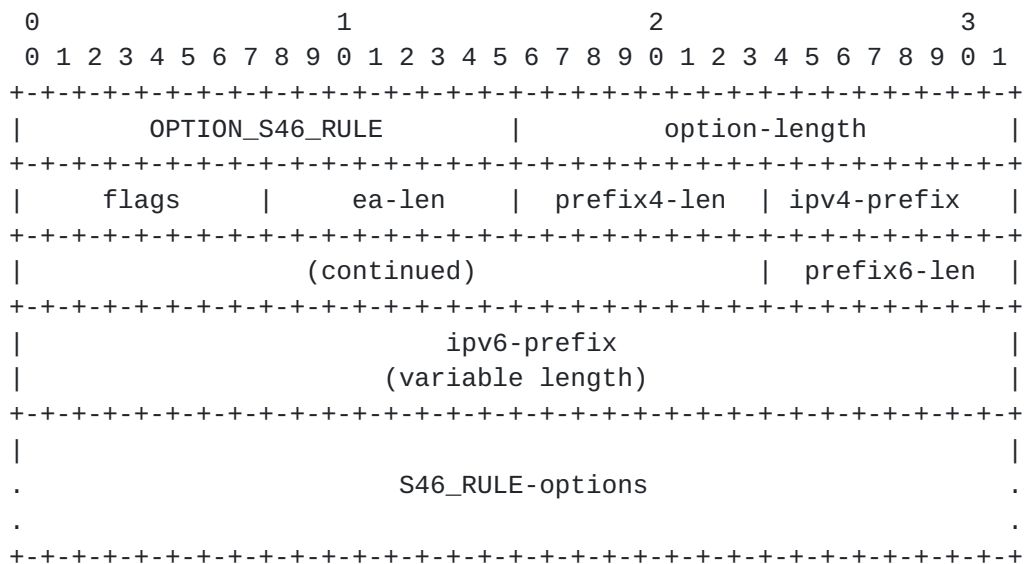 0                   1                   2                   3
 0 1 2 3 4 5 6 7 8 9 0 1 2 3 4 5 6 7 8 9 0 1 2 3 4 5 6 7 8 9 0 1
+-+-+-+-+-+-+-+-+-+-+-+-+-+-+-+-+-+-+-+-+-+-+-+-+-+-+-+-+-+-+-+-+
|        OPTION_S46_RULE        |         option-length         |
+-+-+-+-+-+-+-+-+-+-+-+-+-+-+-+-+-+-+-+-+-+-+-+-+-+-+-+-+-+-+-+-+
|     flags     |     ea-len    |  prefix4-len  | ipv4-prefix   |
+-+-+-+-+-+-+-+-+-+-+-+-+-+-+-+-+-+-+-+-+-+-+-+-+-+-+-+-+-+-+-+-+
|                  (continued)                  |  prefix6-len  |
+-+-+-+-+-+-+-+-+-+-+-+-+-+-+-+-+-+-+-+-+-+-+-+-+-+-+-+-+-+-+-+-+
|                           ipv6-prefix                         |
|                       (variable length)                       |
+-+-+-+-+-+-+-+-+-+-+-+-+-+-+-+-+-+-+-+-+-+-+-+-+-+-+-+-+-+-+-+-+
|                                                               |
.                        S46_RULE-options                       .
.                                                               .
+-+-+-+-+-+-+-+-+-+-+-+-+-+-+-+-+-+-+-+-+-+-+-+-+-+-+-+-+-+-+-+-+